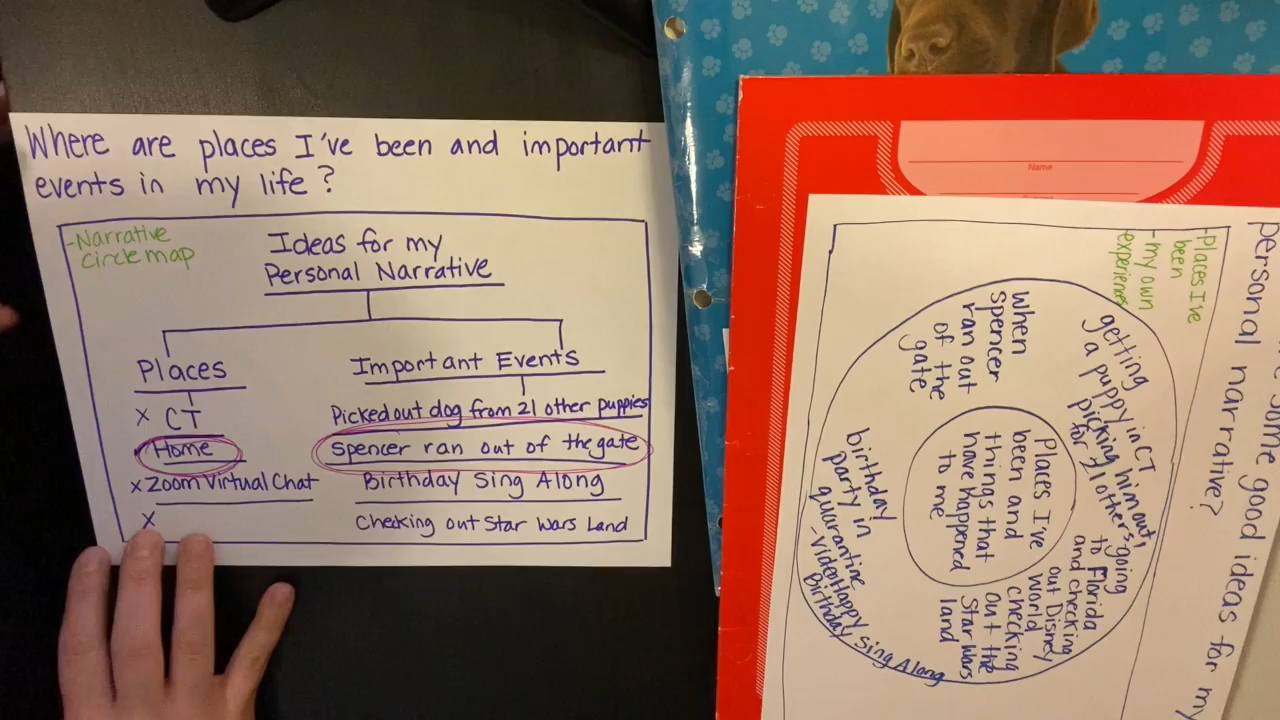 Where are places I've been and important
events in my life?
-Narrative
circle map
Ideas for my
Personal Narrative
Places
Important Events
X CT
Picked out dog from 21 other puppies
Home
Spencer ran out of the gate
X Zoom Virtual Chat
Birthday Sing Along
X
Checking out Star Wars Land
Name
some good ideas for my
personal narrative?
-Places I've
been
-my own
experiences
getting
a puppy in CT
picking him out,
for 21 others
going
to Florida
and checking
out Disney
world
checking
out the
Star Wars
land
When
Spencer
ran out
of the
gate
Places I've
been and
things that
have happened
to me
birthday
party in
quarantine
-video Happy
Birthday Sing Along